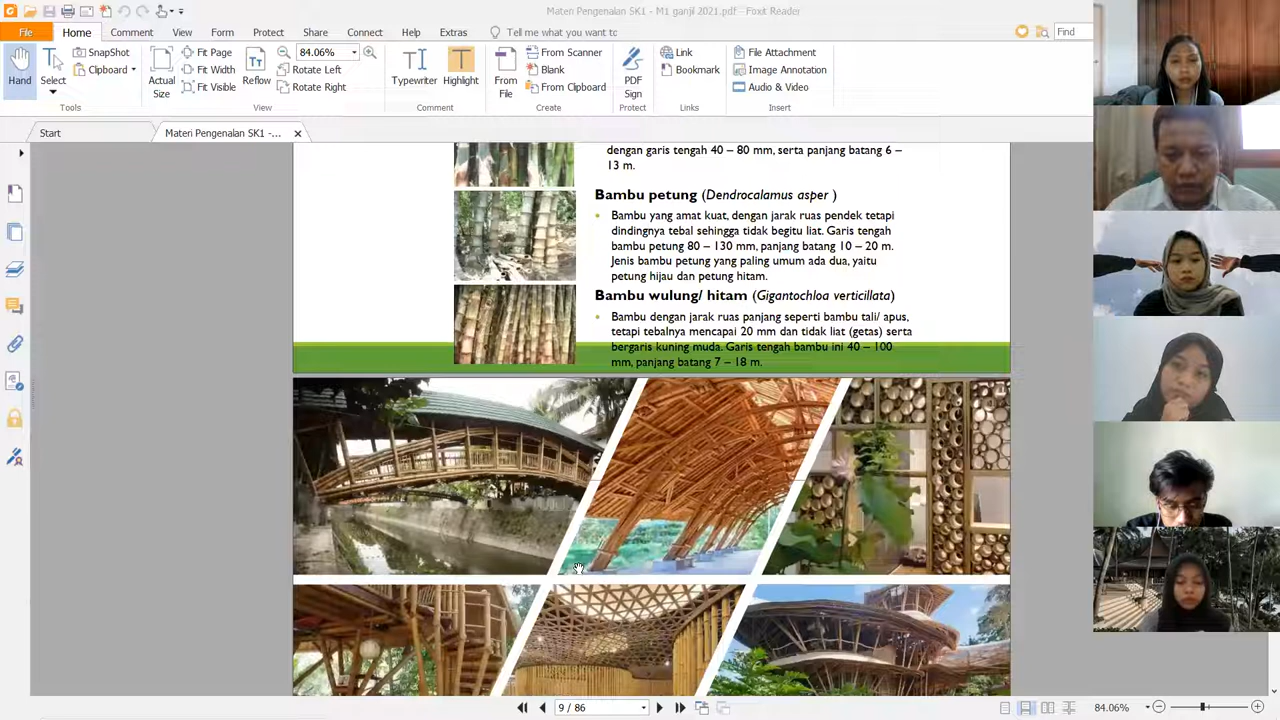 Materi Pengenalan SK1 - M1 ganjil 2021.pdf - Foxit Reader
File Home Comment View Form Protect Share Connect Help Extras Tell me what you want to do... Find
Hand
Select
SnapShot
Clipboard
Actual Size
Fit Page
Fit Width
Fit Visible
Reflow
84.06%
Rotate Left
Rotate Right
Typewriter
Highlight
From File
From Scanner
Blank
From Clipboard
PDF Sign
Link
Bookmark
File Attachment
Image Annotation
Audio & Video
Tools View Comment Create Protect Links Insert
Start
Materi Pengenalan SK1 -...
dengan garis tengah 40 – 80 mm, serta panjang batang 6 –
13 m.
Bambu petung (Dendrocalamus asper )
• Bambu yang amat kuat, dengan jarak ruas pendek tetapi
dindingnya tebal sehingga tidak begitu liat. Garis tengah
bambu petung 80 – 130 mm, panjang batang 10 – 20 m.
Jenis bambu petung yang paling umum ada dua, yaitu
petung hijau dan petung hitam.
Bambu wulung/ hitam (Gigantochloa verticillata)
• Bambu dengan jarak ruas panjang seperti bambu tali/ apus,
tetapi tebalnya mencapai 20 mm dan tidak liat (getas) serta
bergaris kuning muda. Garis tengah bambu ini 40 – 100
mm, panjang batang 7 – 18 m.
9 / 86
84.06%